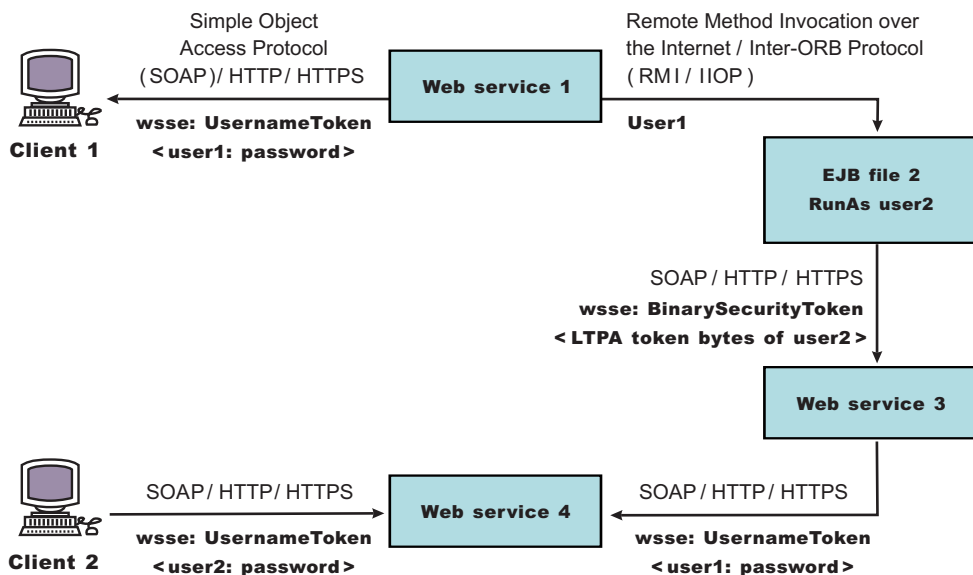 Simple Object
Access Protocol
(SOAP)/ HTTP/ HTTPS
Remote Method Invocation over
the Internet / Inter-ORB Protocol
(RMI / IIOP)
Web service 1
Client 1
wsse: UsernameToken
<user1: password>
User1
EJB file 2
RunAs user2
SOAP / HTTP / HTTPS
wsse: BinarySecurityToken
<LTPA token bytes of user2>
Web service 3
SOAP/ HTTP/ HTTPS
Web service 4
SOAP/ HTTP/ HTTPS
Client 2
wsse: UsernameToken
<user2: password>
wsse: UsernameToken
<user1: password>